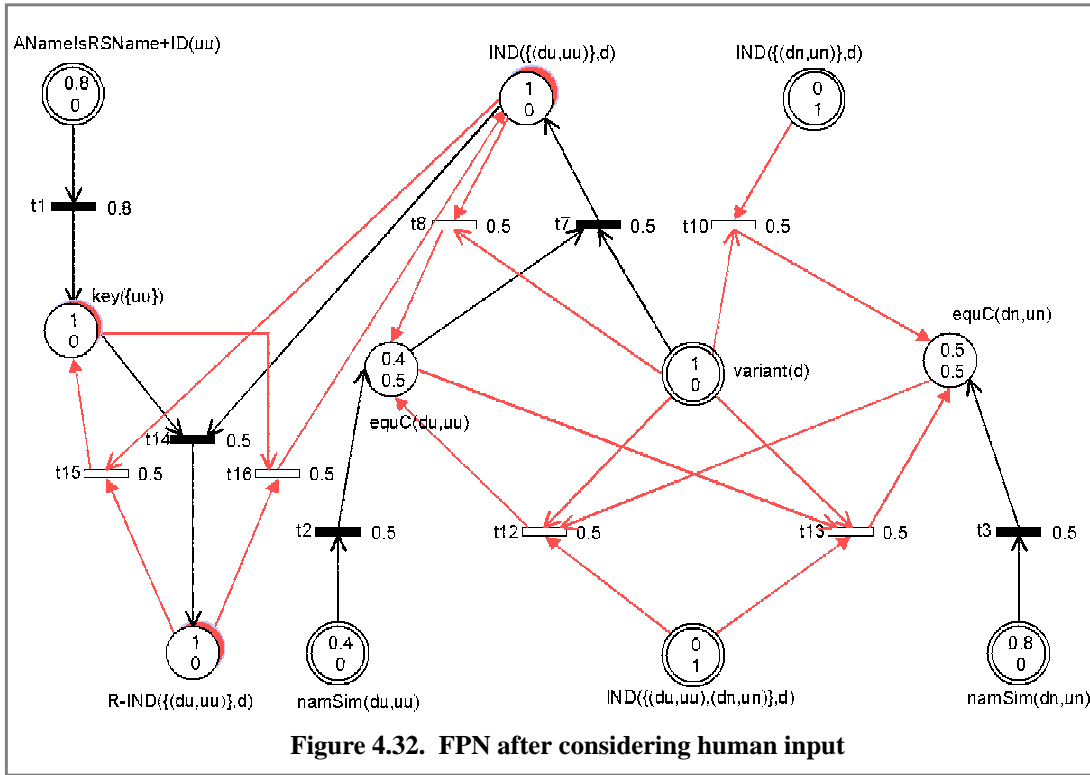 ANameIsRSName+ID(uu)
IND({(du,uu)},d)
IND({(dn,un)},d)
0.8
0
1
0
0
1
t1
0.8
t8
0.5
t7
0.5
t10
0.5
key({uu})
equC(dn,un)
1
0
0.4
0.5
1
0
variant(d)
0.5
0.5
equC(du,uu)
t14
0.5
t15
0.5
t16
0.5
t2
0.5
t12
0.5
t13
0.5
t3
0.5
1
0
0.4
0
0
1
0.8
0
R-IND({(du,uu)},d)
namSim(du,uu)
IND({(du,uu),(dn,un)},d)
namSim(dn,un)
Figure 4.32. FPN after considering human input